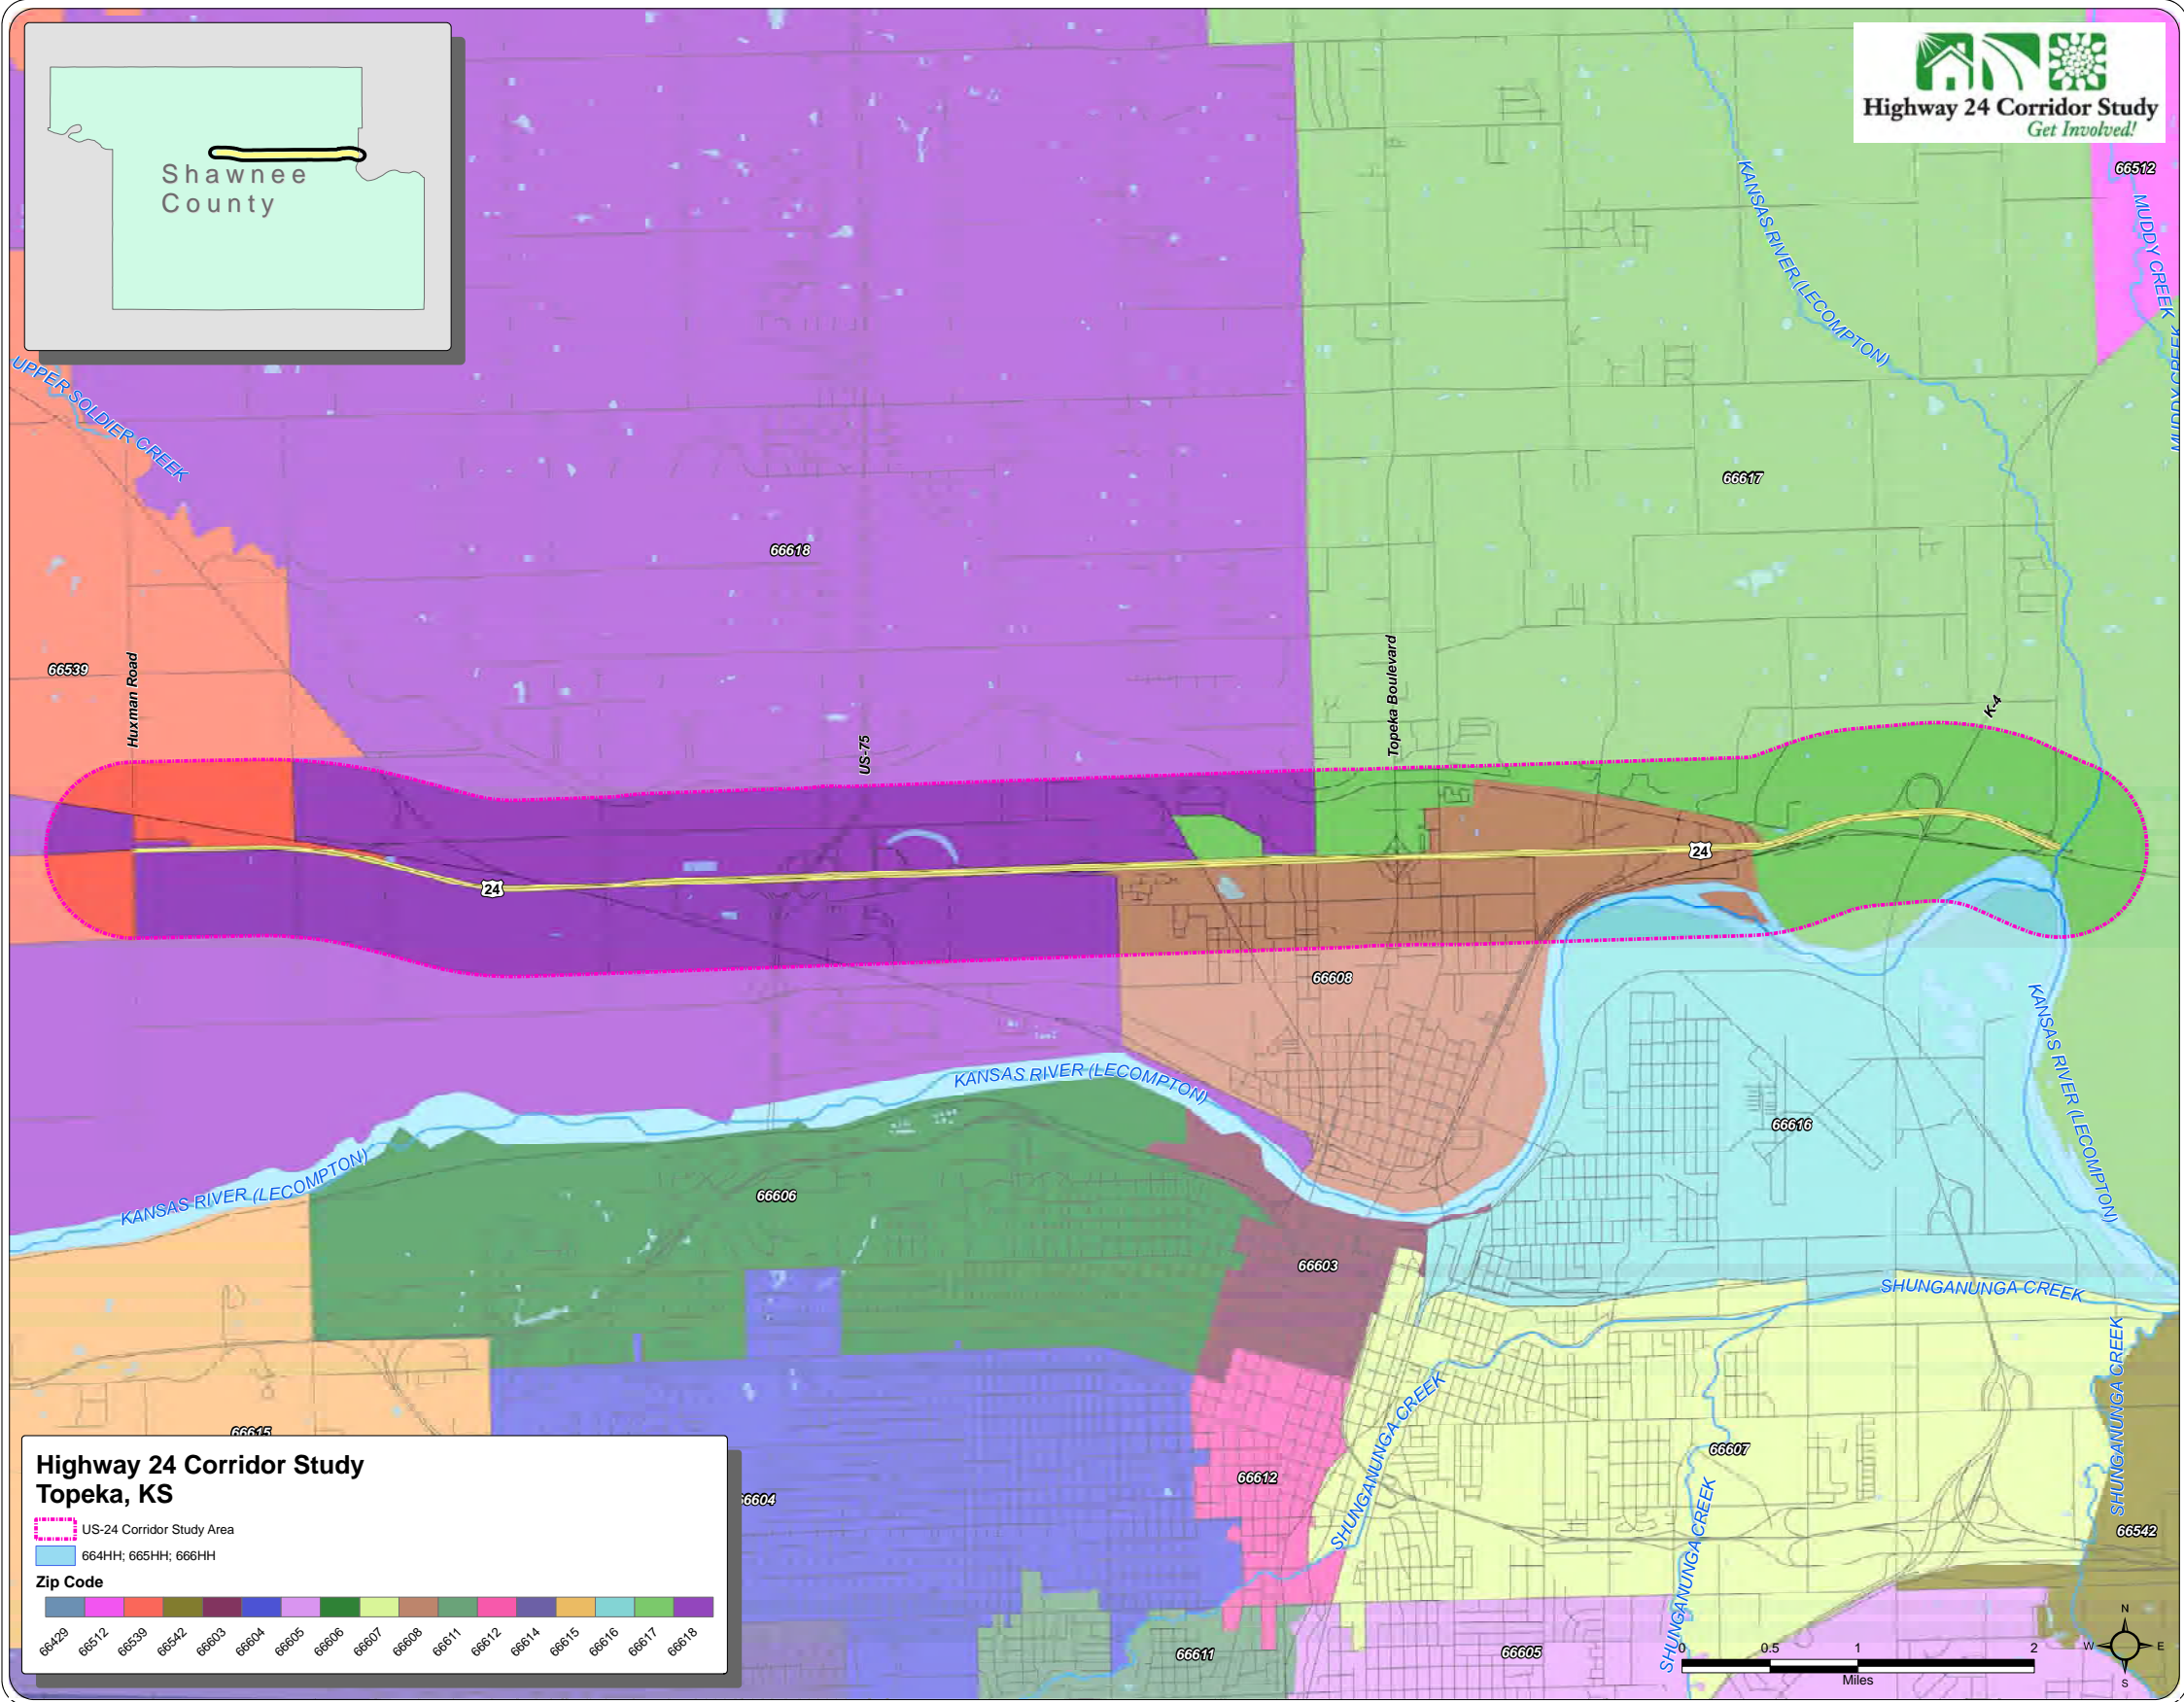 Shawnee
County
Highway 24 Corridor Study
Get Involved!
66512
MUDDY CREEK
MUDDY CREEK
KANSAS RIVER (LECOMPTON)
UPPER SOLDIER CREEK
66617
66618
66539
Huxman Road
US-75
Topeka Boulevard
K-4
24
24
66608
KANSAS RIVER (LECOMPTON)
KANSAS RIVER (LECOMPTON)
KANSAS RIVER (LECOMPTON)
66616
66606
66603
SHUNGANUNGA CREEK
SHUNGANUNGA CREEK
SHUNGANUNGA CREEK
SHUNGANUNGA CREEK
66615
66604
66612
66607
66542
66611
66605
Highway 24 Corridor Study
Topeka, KS
US-24 Corridor Study Area
664HH; 665HH; 666HH
Zip Code
66429 66512 66539 66542 66603 66604 66605 66606 66607 66608 66611 66612 66614 66615 66616 66617 66618
0 0.5 1 2
Miles
N
W E
S